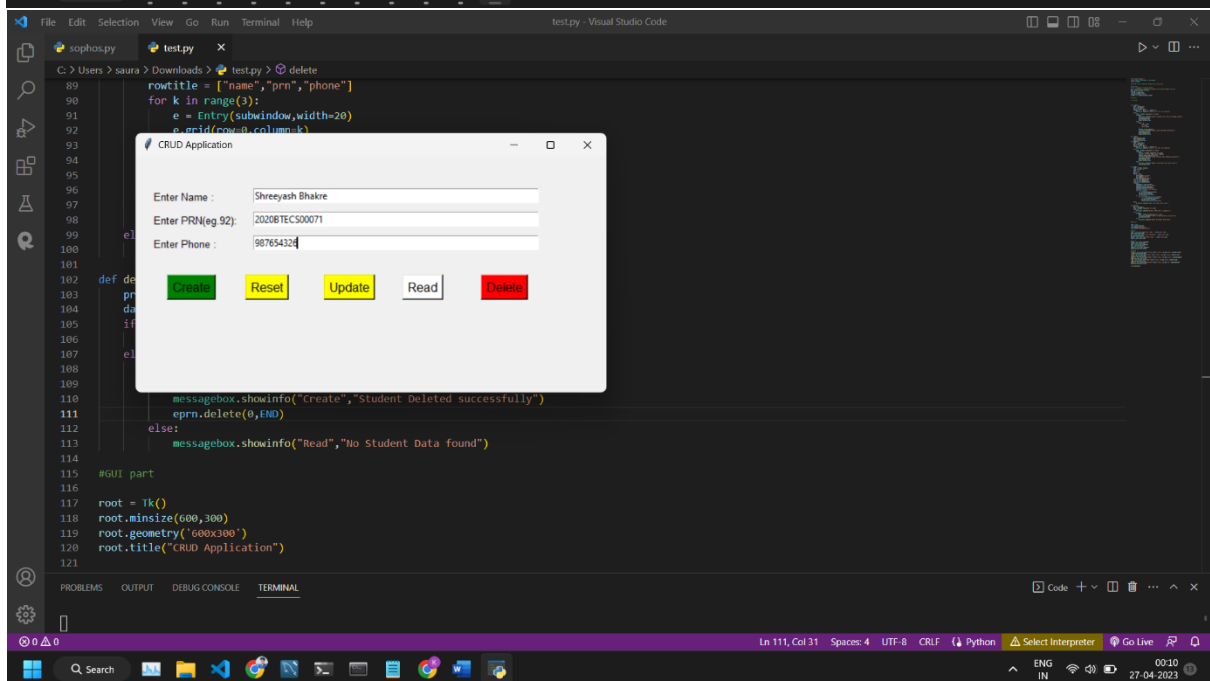 File Edit Selection View Go Run Terminal Help test.py - Visual Studio Code
sophos.py test.py
C: > Users > saura > Downloads > test.py > delete
89 rowtitle = ["name","prn","phone"]
90 for k in range(3):
91 e = Entry(subwindow,width=20)
92 e.grid(row=0,column=k)
93
94
95
96
97
98
99 el
100
101
102 def de
103 pr
104 da
105 if
106
107 el
108
109
110 messagebox.showinfo("Create","Student Deleted successfully")
111 eprn.delete(0,END)
112 else:
113 messagebox.showinfo("Read","No Student Data found")
114
115 #GUI part
116
117 root = Tk()
118 root.minsize(600,300)
119 root.geometry('600x300')
120 root.title("CRUD Application")
121
CRUD Application
Enter Name : Shreeyash Bhakre
Enter PRN(eg.92): 2020BTECS00071
Enter Phone : 987654326
Create Reset Update Read Delete
PROBLEMS OUTPUT DEBUG CONSOLE TERMINAL Code
0 0 Ln 111, Col 31 Spaces: 4 UTF-8 CRLF Python Select Interpreter Go Live
Search ENG IN 00:10 27-04-2023